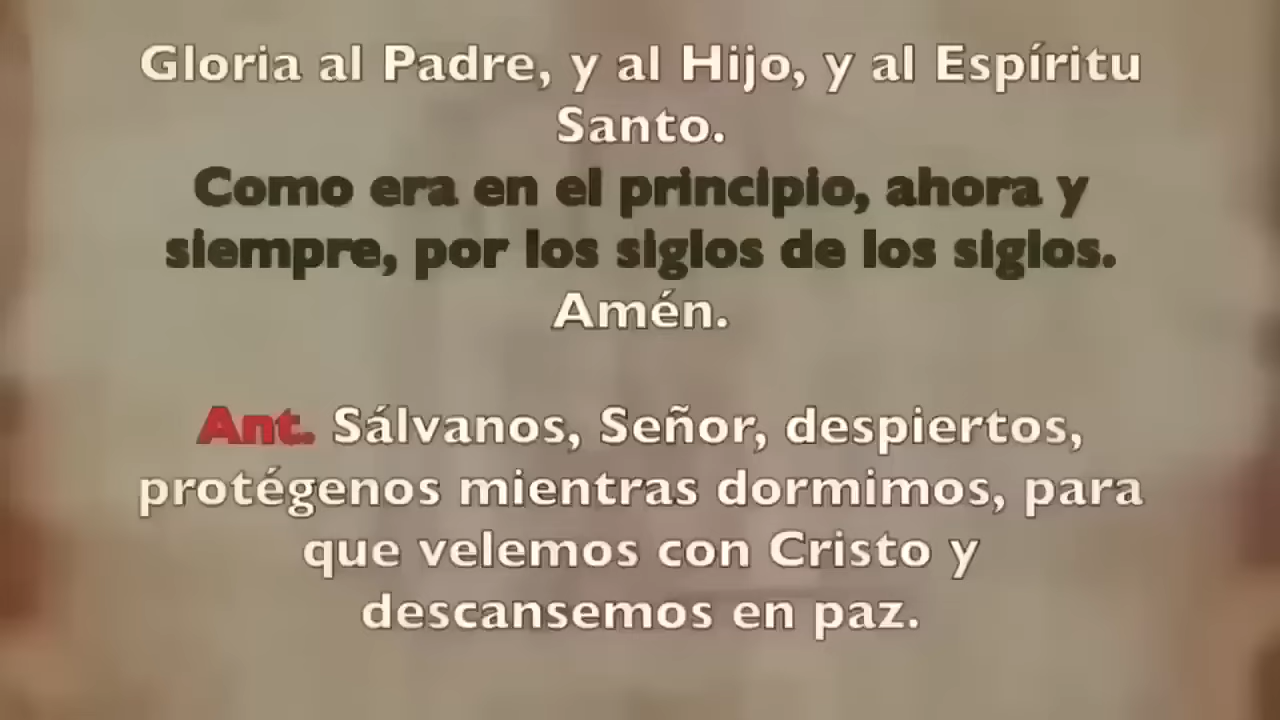 Gloria al Padre, y al Hijo, y al Espíritu
Santo.
Como era en el principio, ahora y
siempre, por los siglos de los siglos.
Amén.
Ant. Sálvanos, Señor, despiertos,
protégenos mientras dormimos, para
que velemos con Cristo y
descansemos en paz.